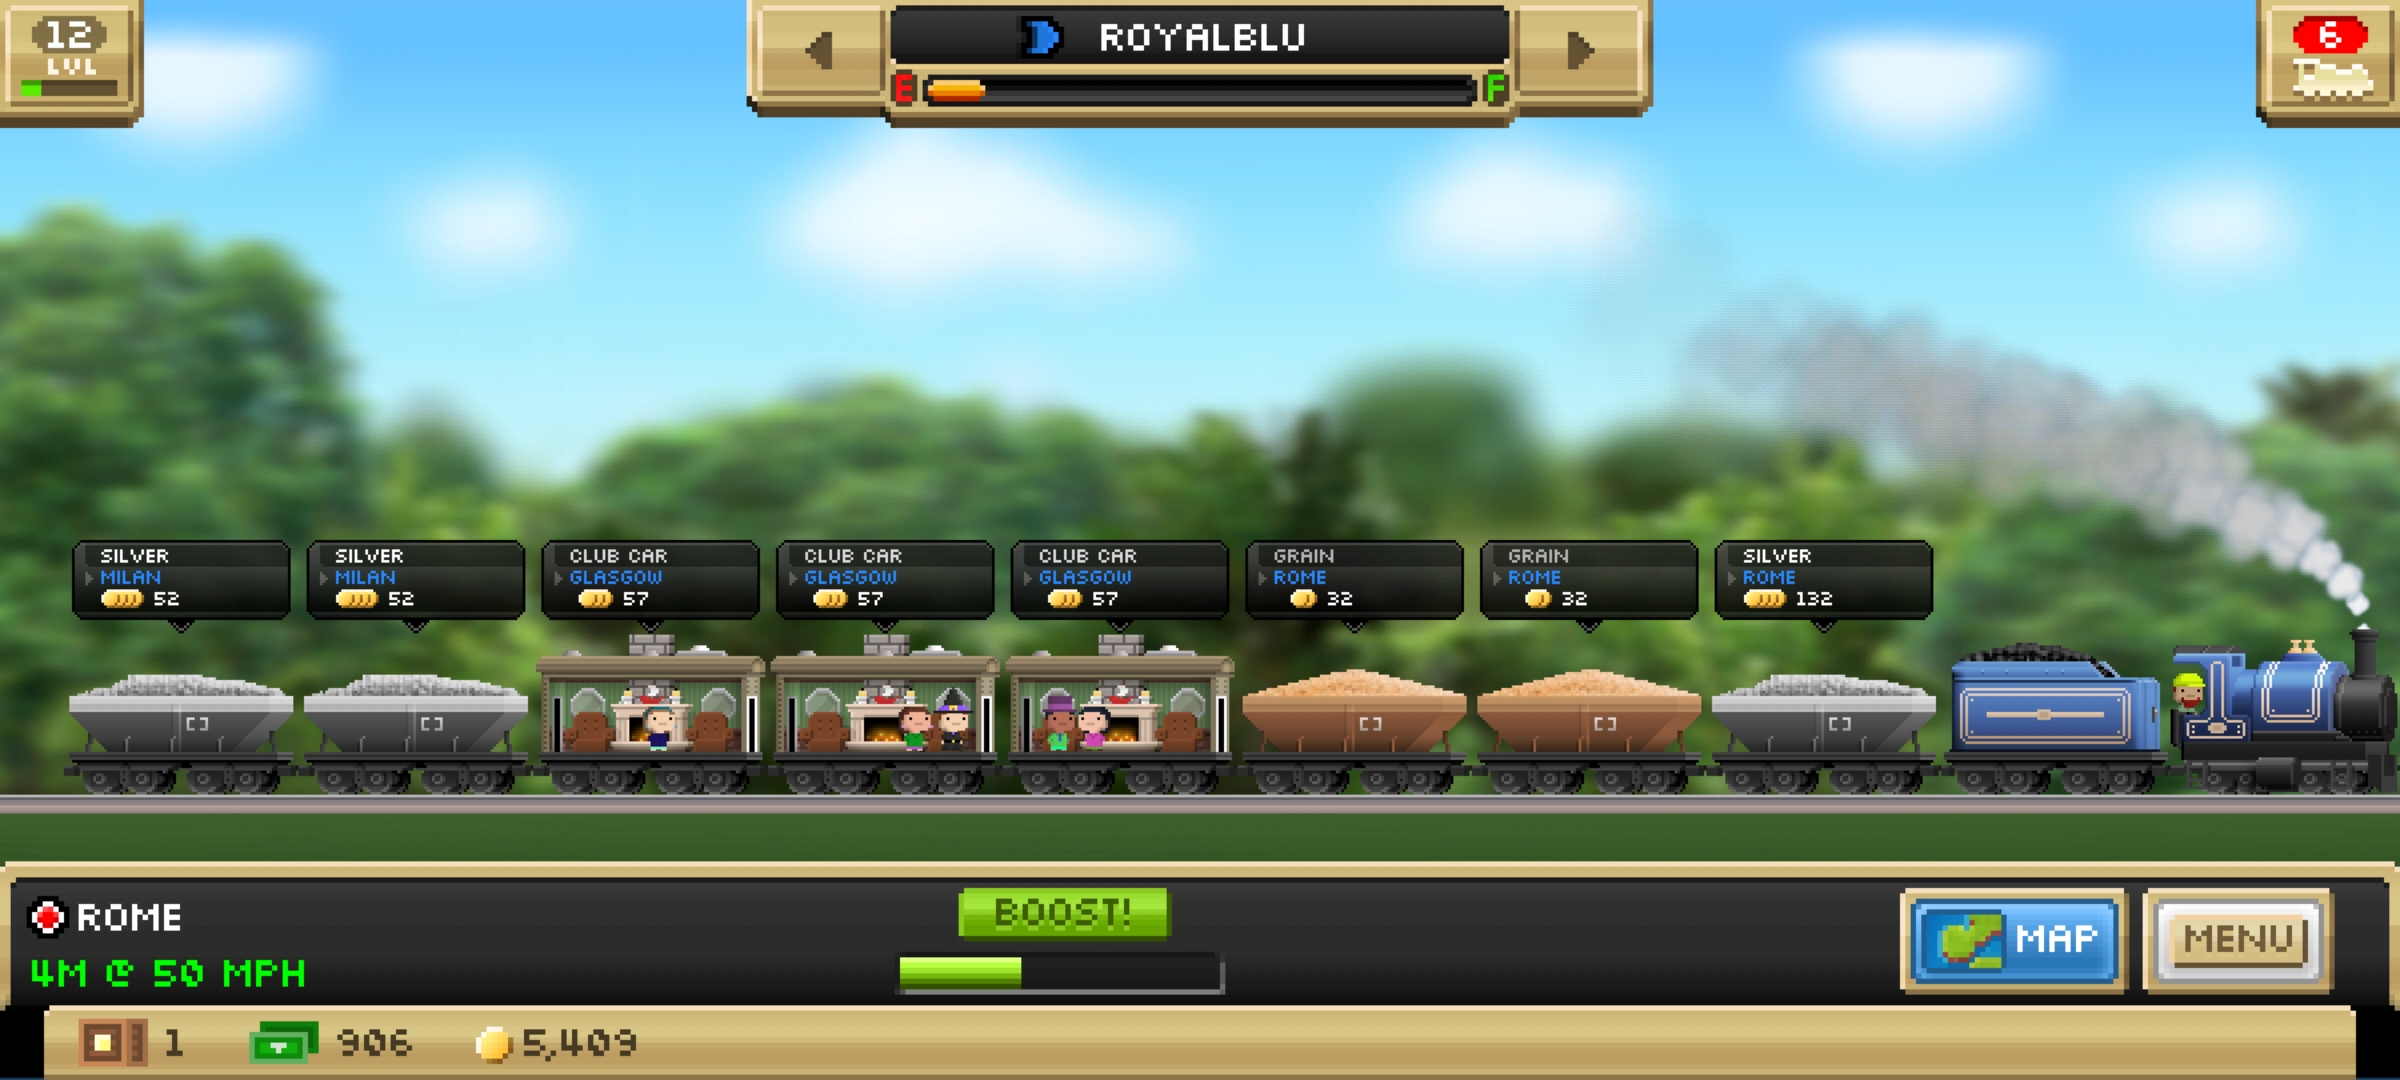 12
LVL
ROYALBLU
E F
6
SILVER
MILAN
52
SILVER
MILAN
52
CLUB CAR
GLASGOW
57
CLUB CAR
GLASGOW
57
CLUB CAR
GLASGOW
57
GRAIN
ROME
32
GRAIN
ROME
32
SILVER
ROME
132
ROME
4M @ 50 MPH
BOOST!
MAP
MENU
1 906 5,409